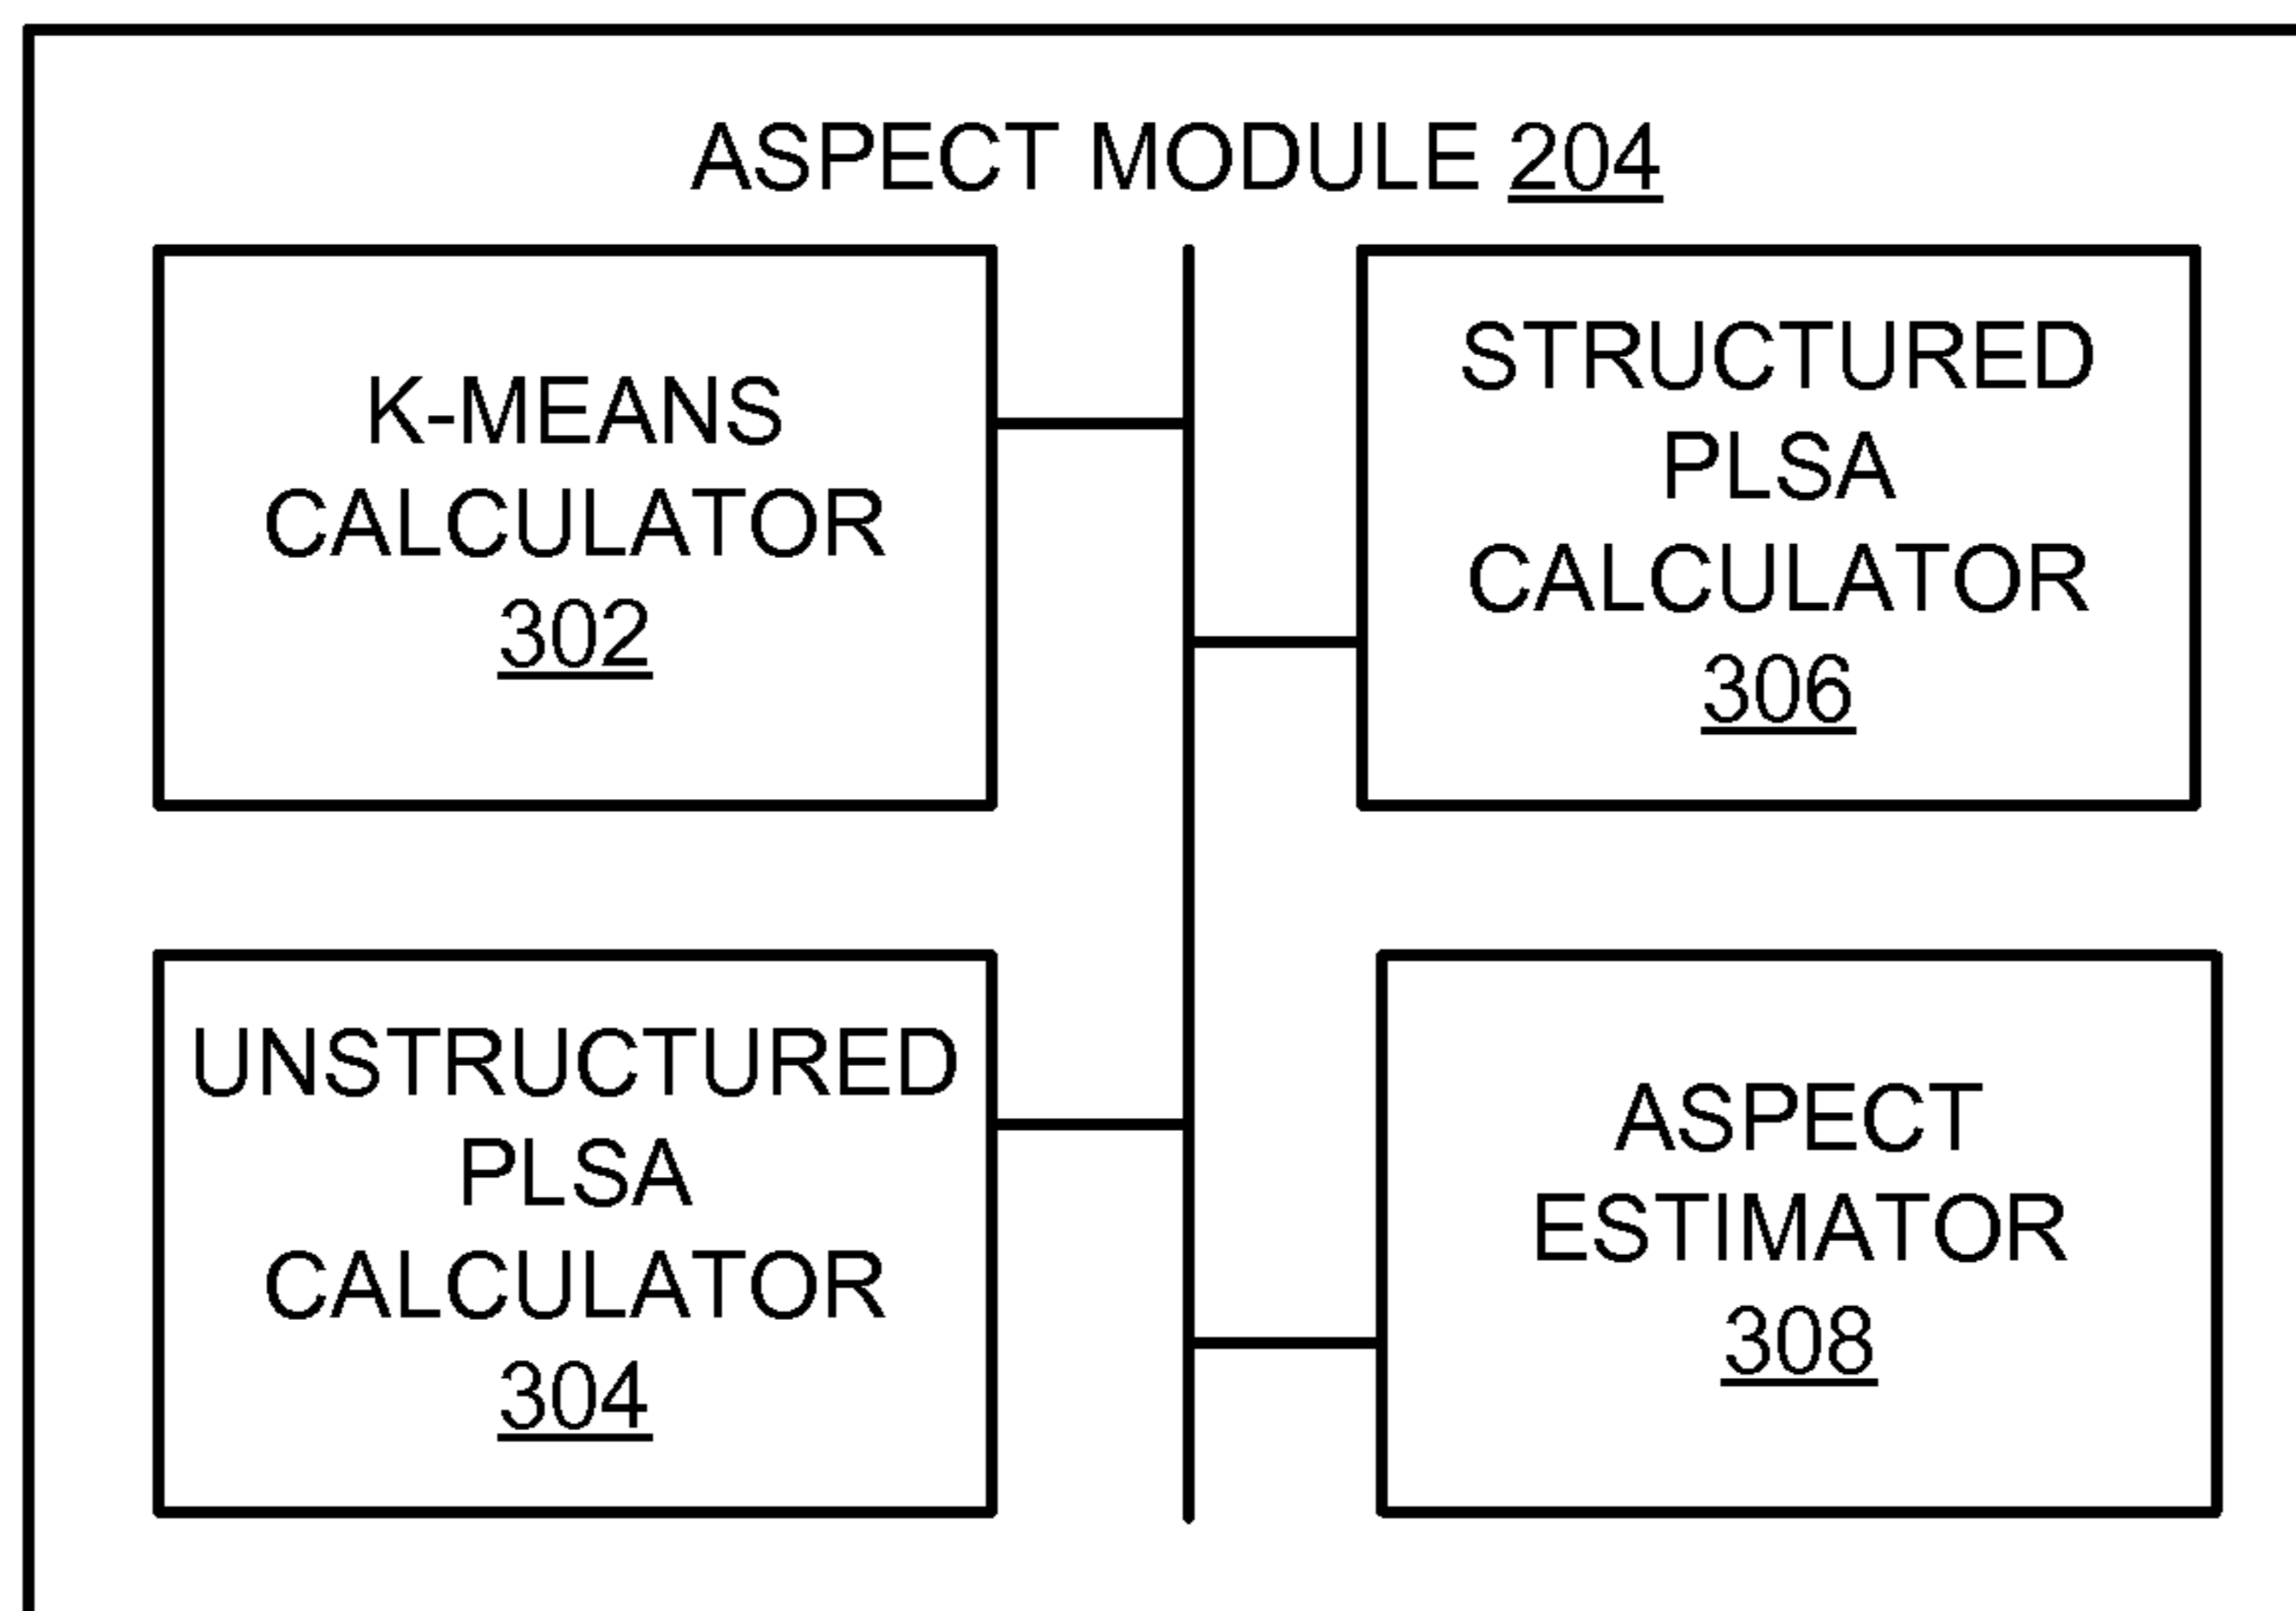 ASPECT MODULE 204
K-MEANS
CALCULATOR
302
STRUCTURED
PLSA
CALCULATOR
306
UNSTRUCTURED
PLSA
CALCULATOR
304
ASPECT
ESTIMATOR
308